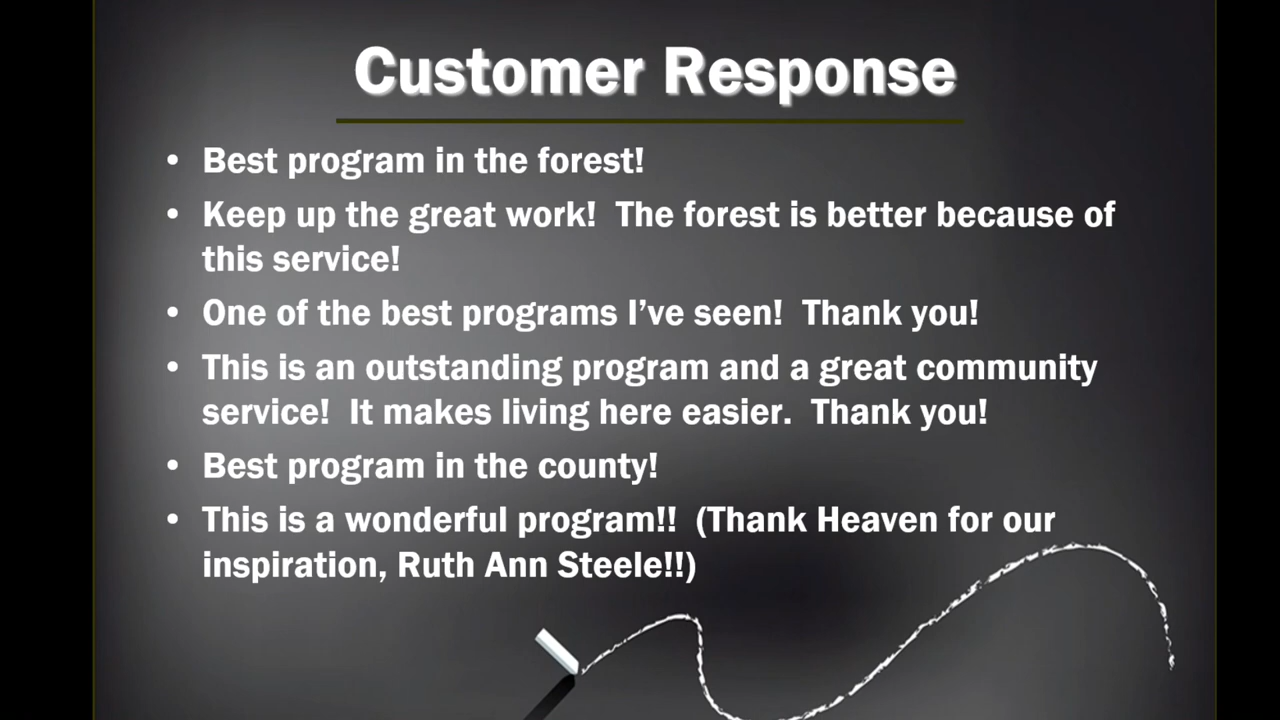 Customer Response
• Best program in the forest!
• Keep up the great work!  The forest is better because of
this service!
• One of the best programs I’ve seen!  Thank you!
• This is an outstanding program and a great community
service!  It makes living here easier.  Thank you!
• Best program in the county!
• This is a wonderful program!!  (Thank Heaven for our
inspiration, Ruth Ann Steele!!)